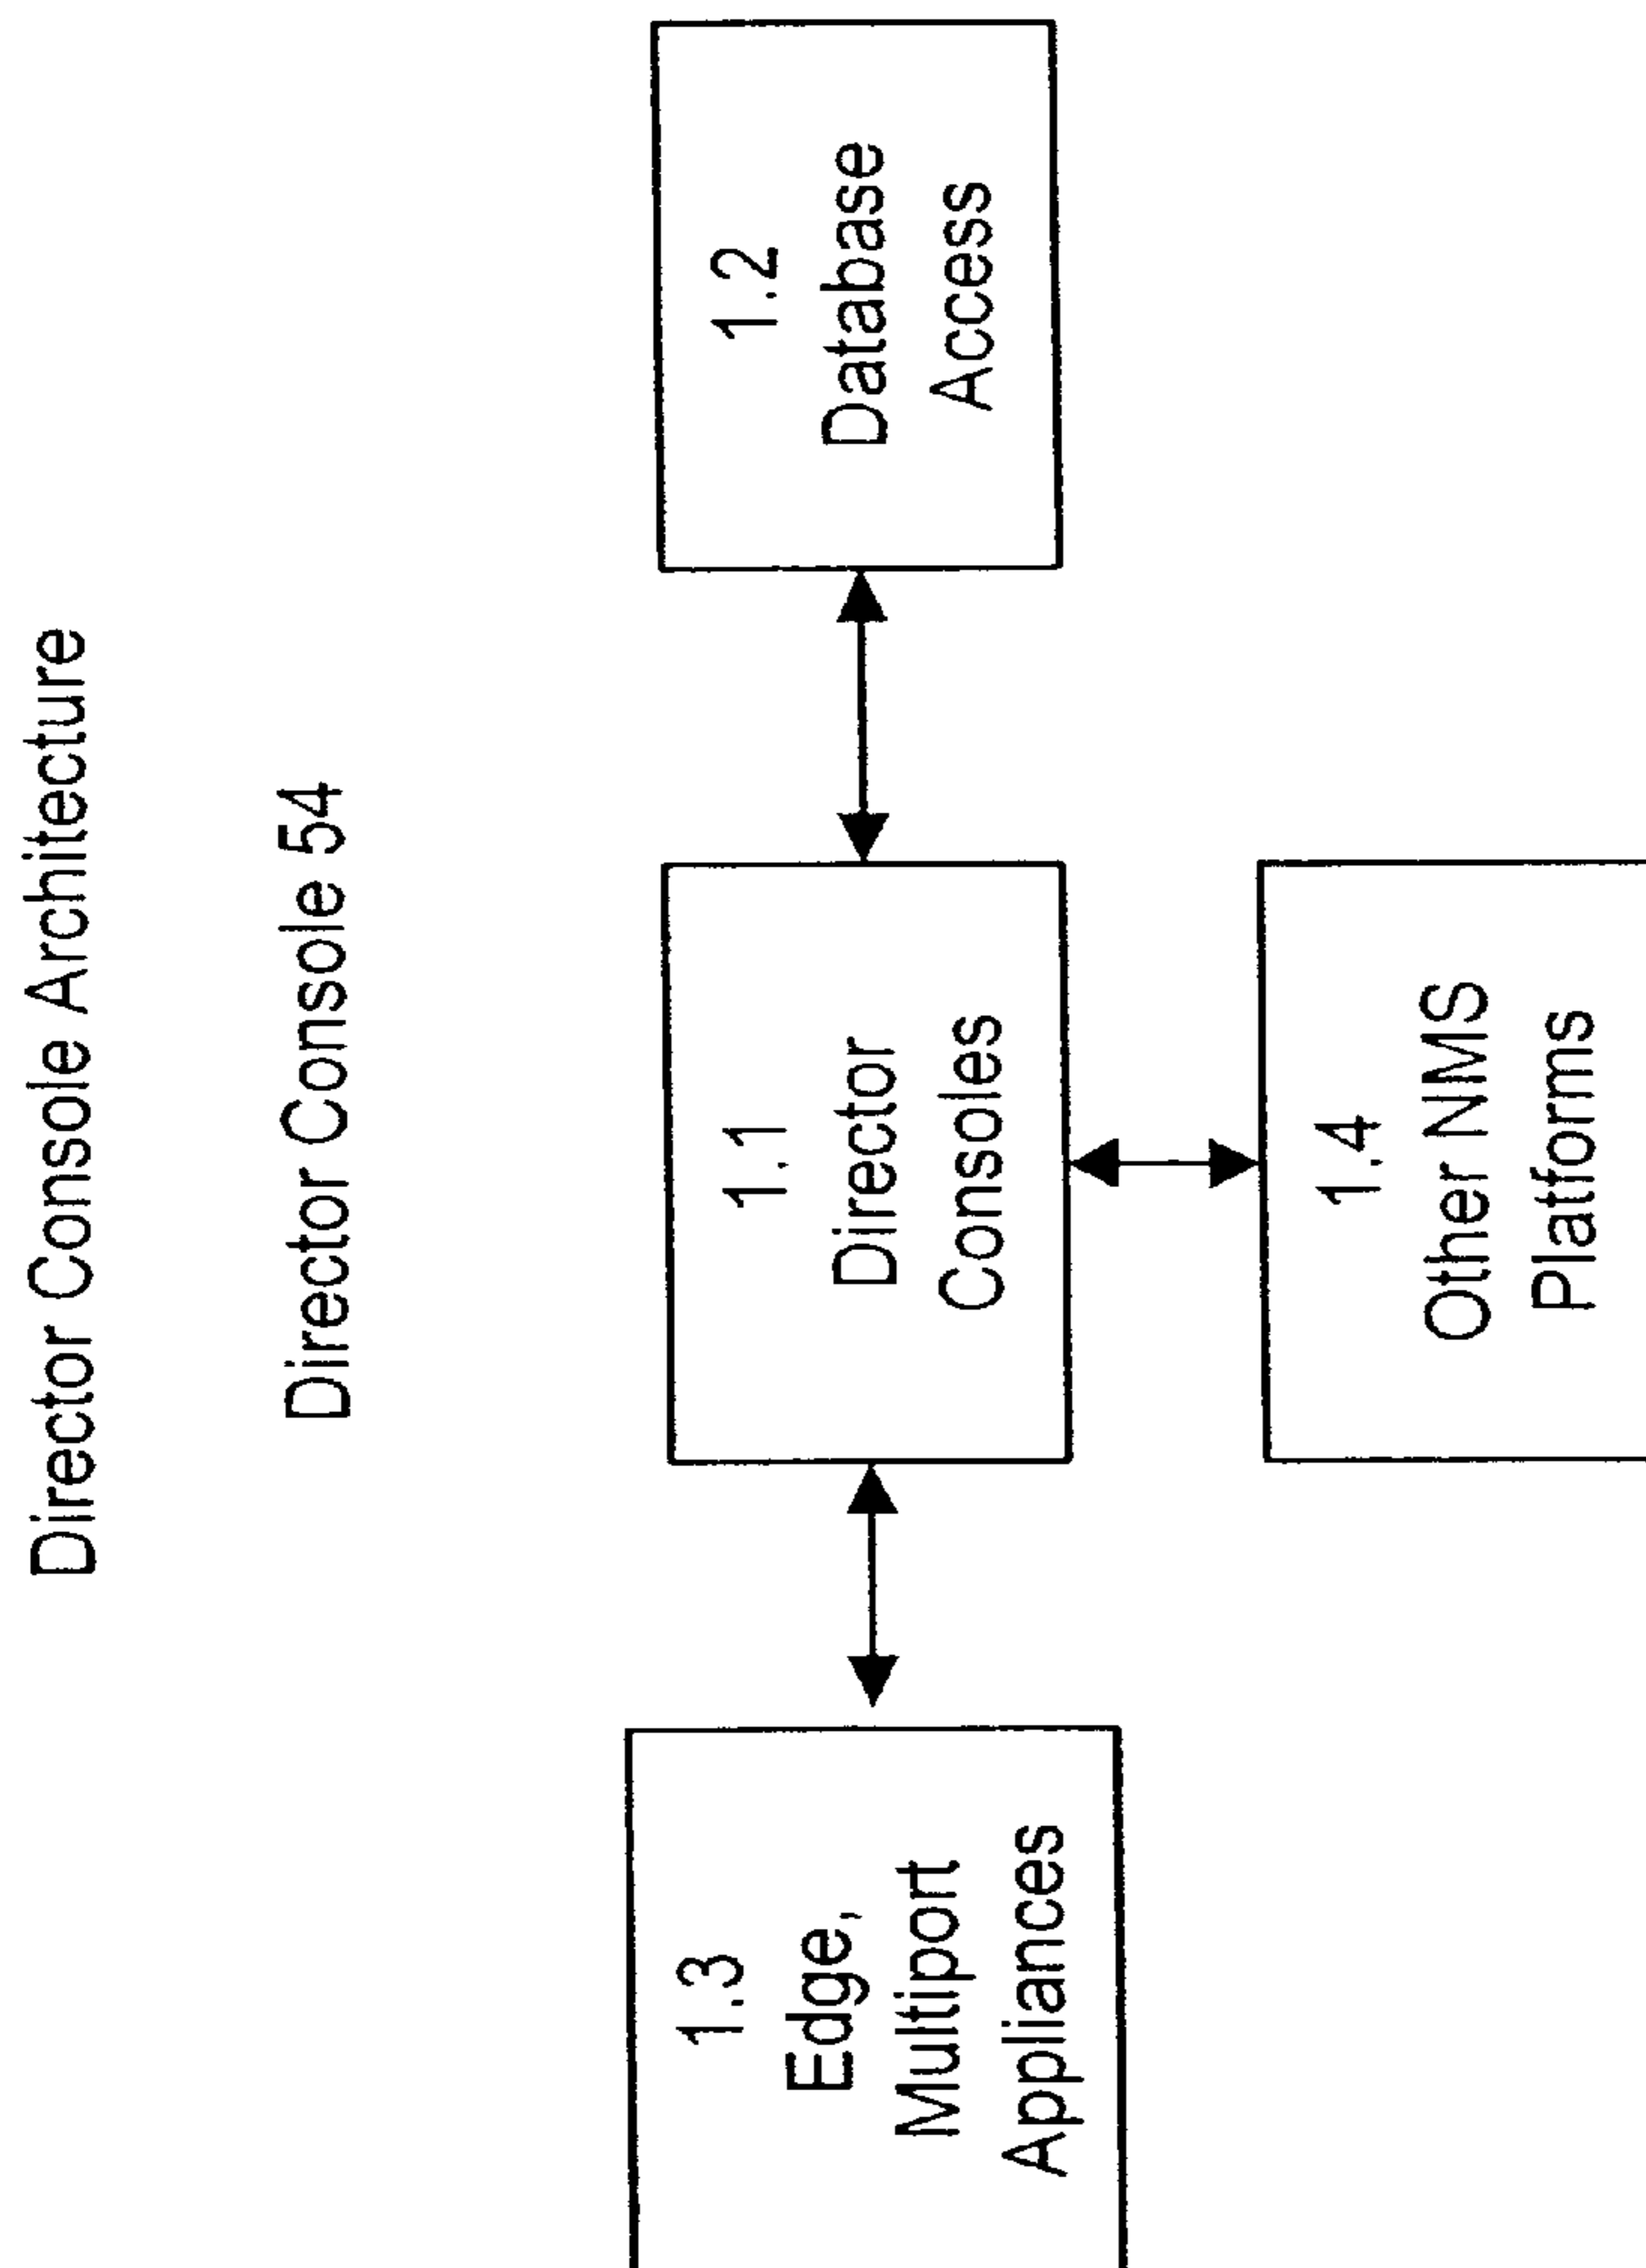 Director Console Architecture
Director Console 54
1.3
Edge,
Multiport
Appliances
1.1
Director
Consoles
1.2
Database
Access
1.4
Other NMS
Platforms